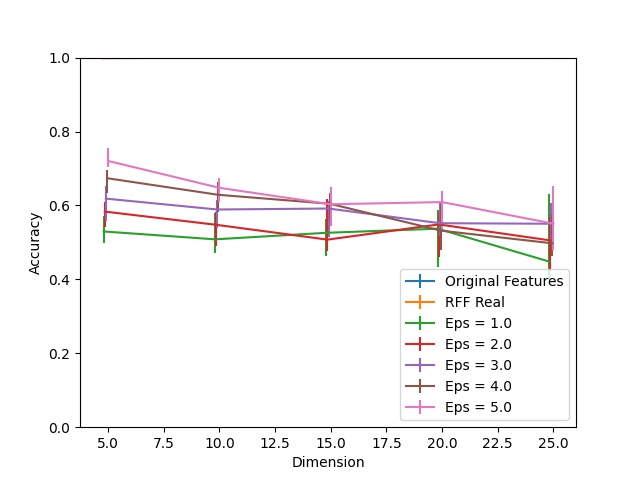 1.0
0.8
0.6
0.4
0.2
0.0
Accuracy
Original Features
RFF Real
Eps = 1.0
Eps = 2.0
Eps = 3.0
Eps = 4.0
Eps = 5.0
5.0 7.5 10.0 12.5 15.0 17.5 20.0 22.5 25.0
Dimension